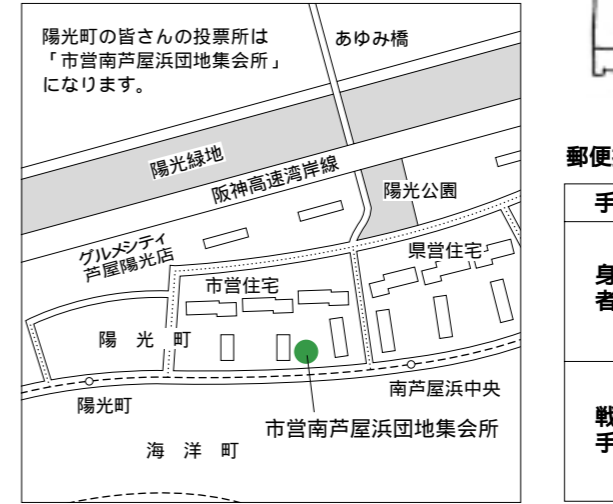 陽光町の皆さんの投票所は
「市営南芦屋浜団地集会所」
になります。
あゆみ橋
陽光緑地
阪神高速湾岸線
陽光公園
グルメシティ
芦屋陽光店
県営住宅
市営住宅
陽光町
南芦屋浜中央
陽光町
市営南芦屋浜団地集会所
海洋町
郵便
手
身
者
戦
手